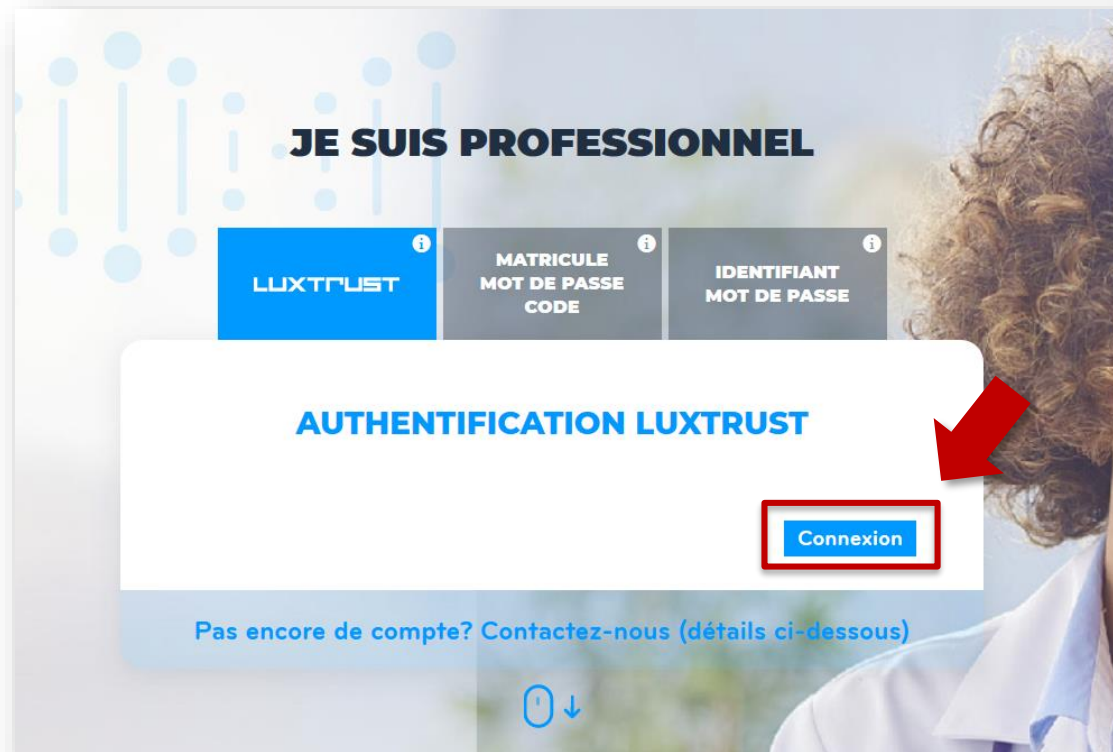 JE SUIS PROFESSIONNEL
LUXTRUST
MATRICULE
MOT DE PASSE
CODE
IDENTIFIANT
MOT DE PASSE
AUTHENTIFICATION LUXTRUST
Connexion
Pas encore de compte? Contactez-nous (détails ci-dessous)